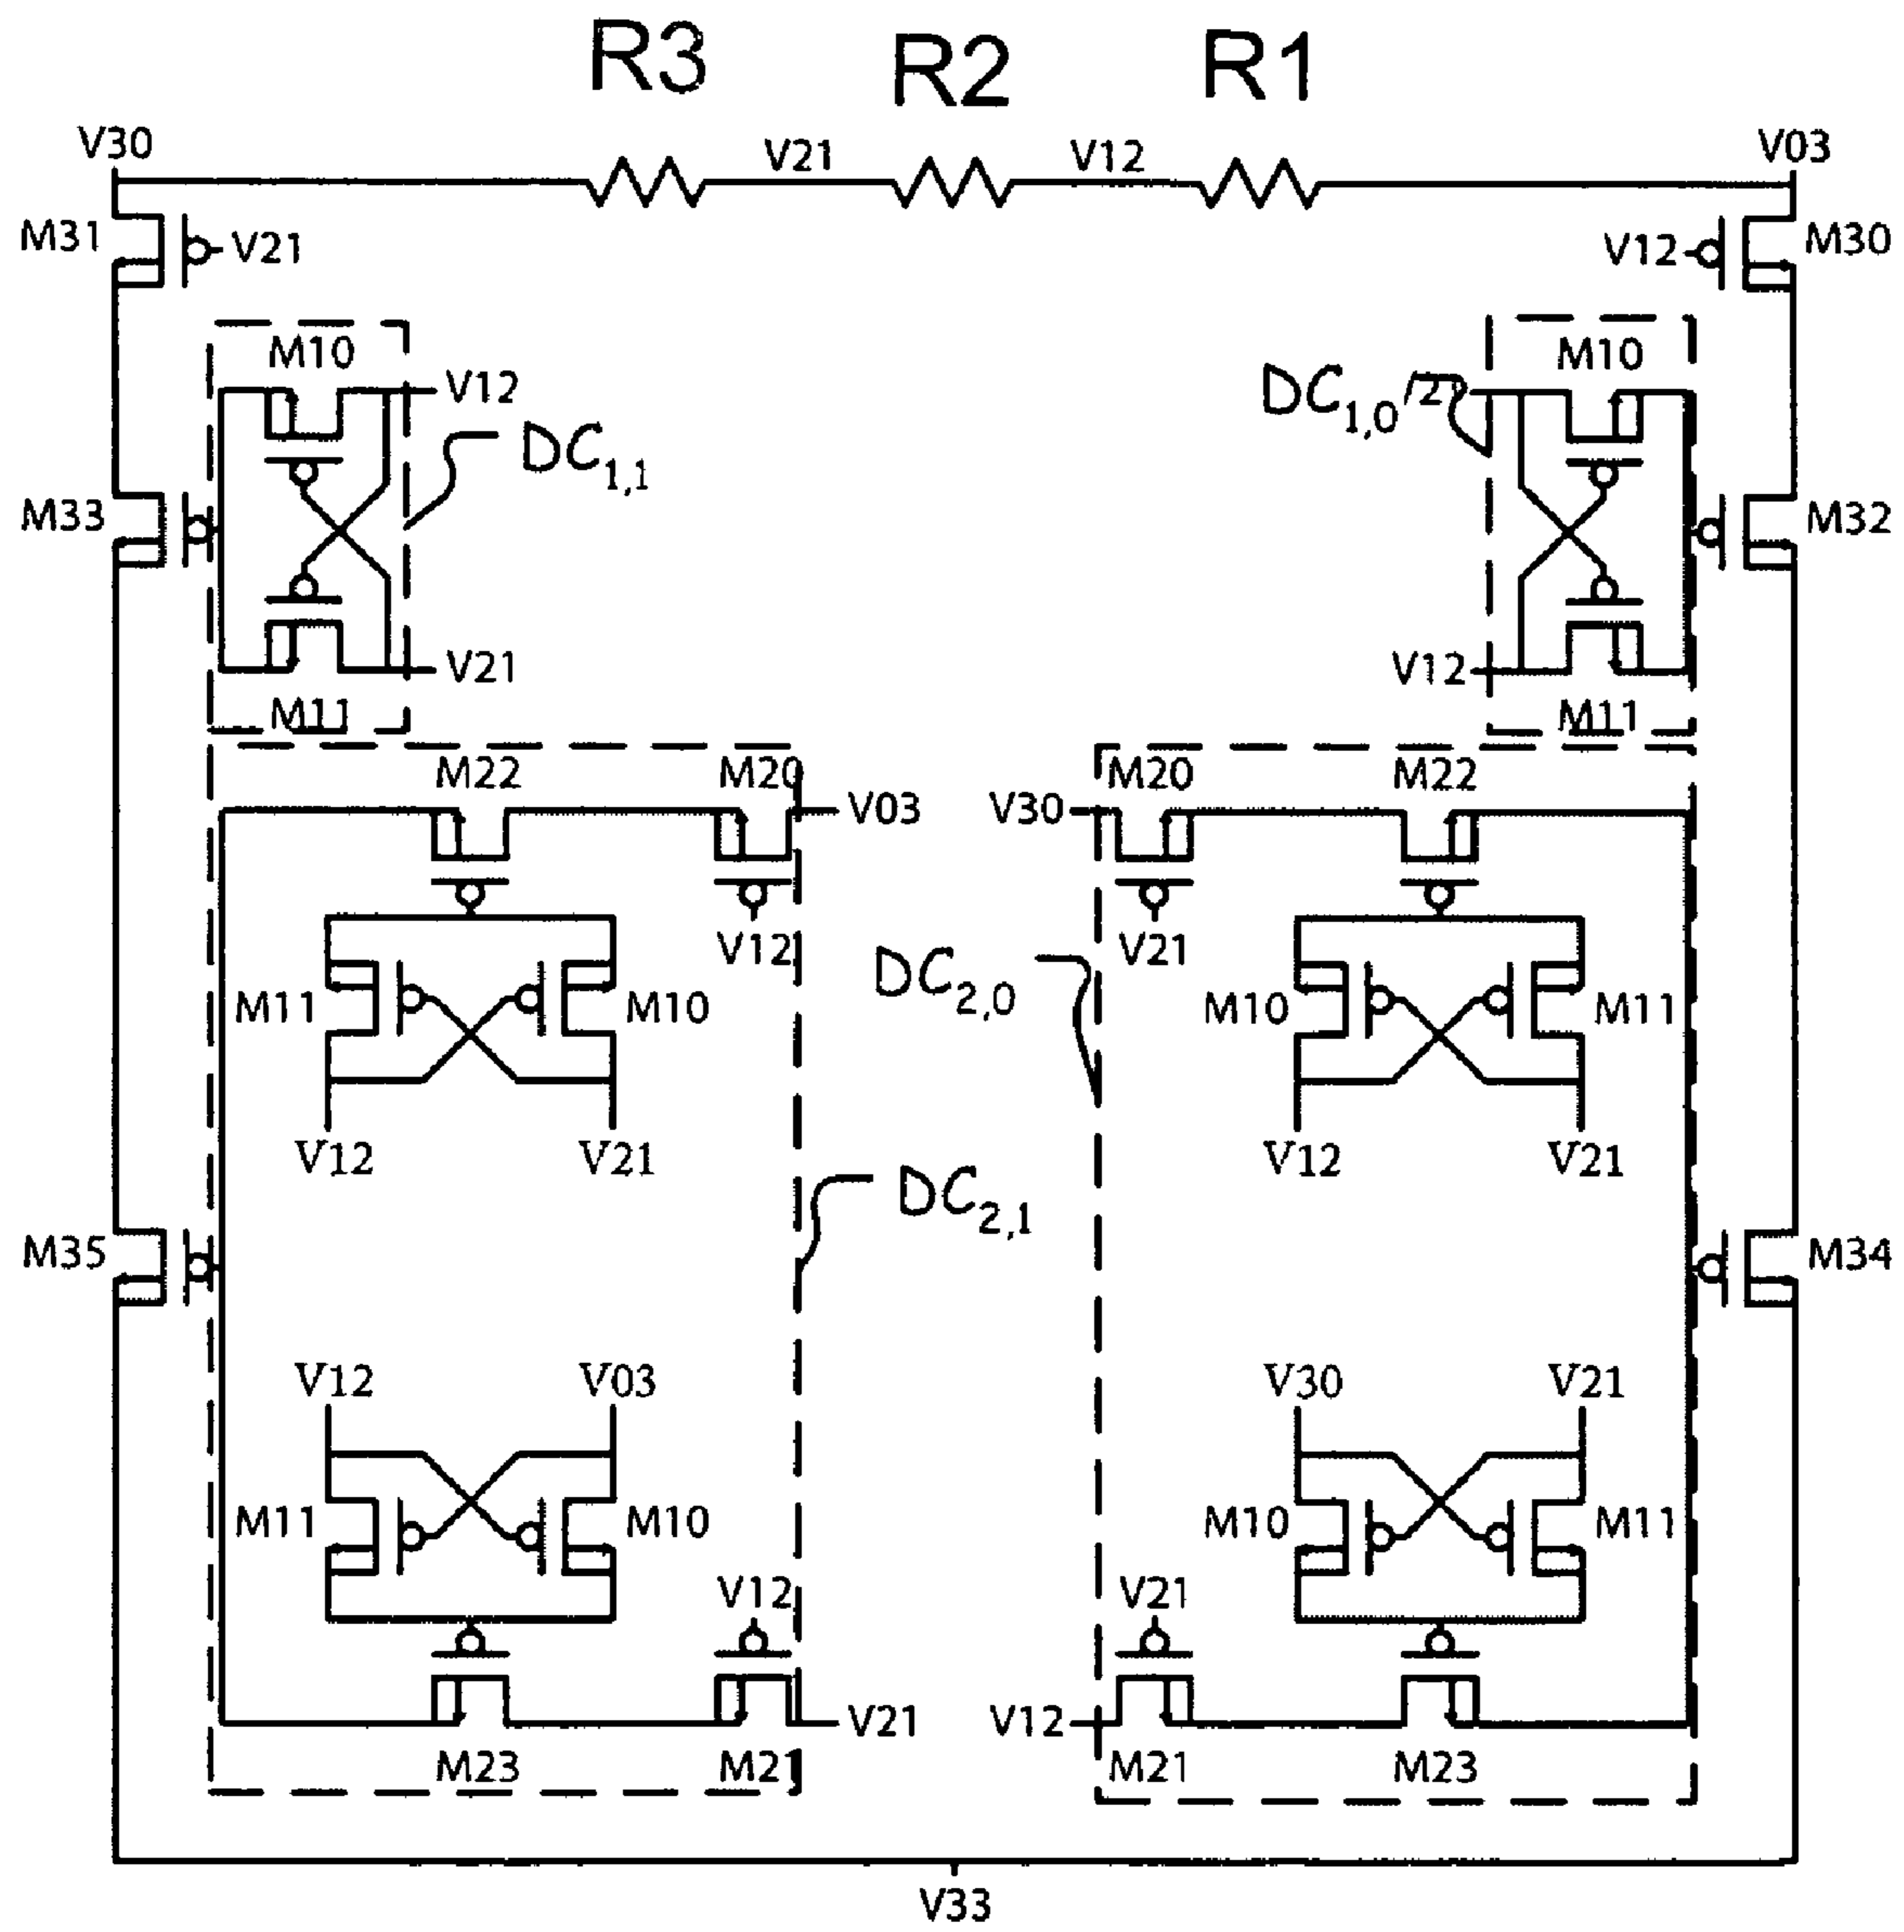 R3 R2 R1
V30 V21 V12 V03
M31 V21 V12 M30
M10 M10
V12 DC1,0
DC1,1
M33 M32
V21 V12
M11 M11
M22 M20 M20 M22
V03 V30
V12 V21
DC2,0
M11 M10 M10 M11
V12 V21 V12 V21
DC2,1
M35 M34
V12 V03 V30 V21
M11 M10 M10 M11
V12 V21
V21 V12
M23 M21 M21 M23
V33